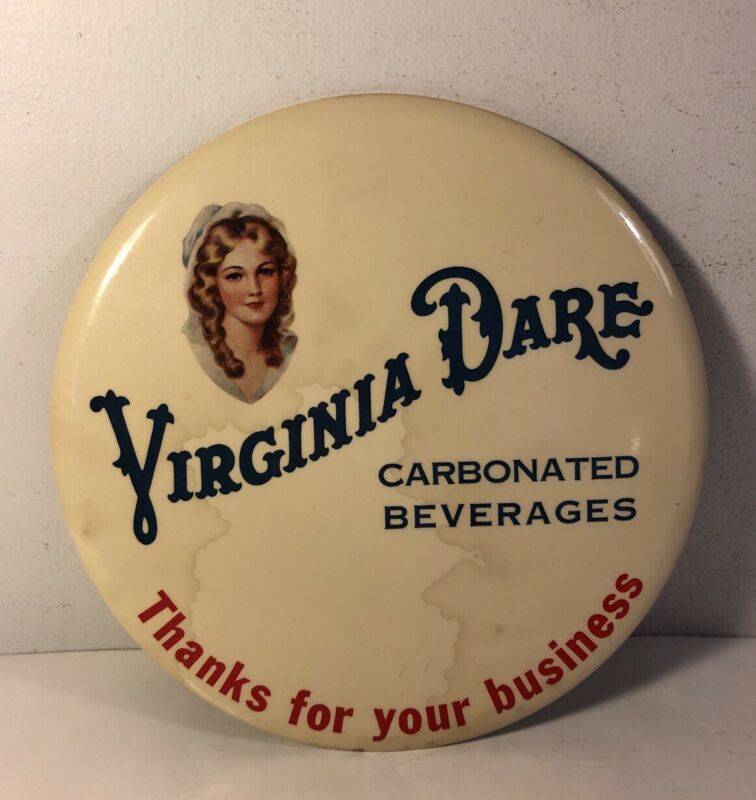 VIRGINIA DARE
CARBONATED
BEVERAGES
Thanks for your business